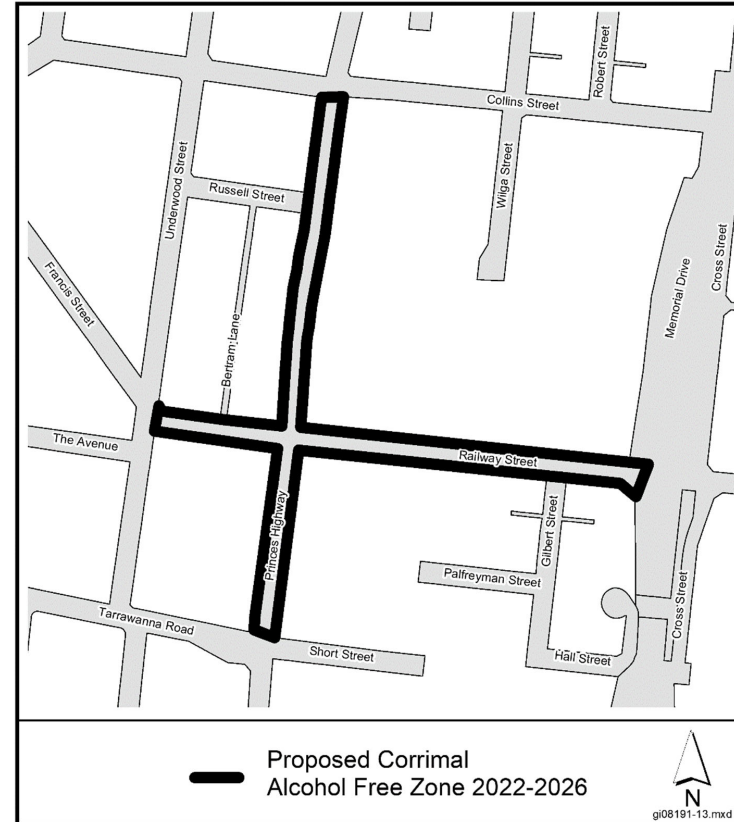 Robert Street
Collins Street
Wilga Street
Underwood Street
Russell Street
Cross Street
Memorial Drive
Francis Street
Bertram Lane
The Avenue
Railway Street
Princes Highway
Gilbert Street
Palfreyman Street
Cross Street
Tarrawanna Road
Short Street
Hall Street
Proposed Corrimal
Alcohol Free Zone 2022-2026
N
gi08191-13.mxd